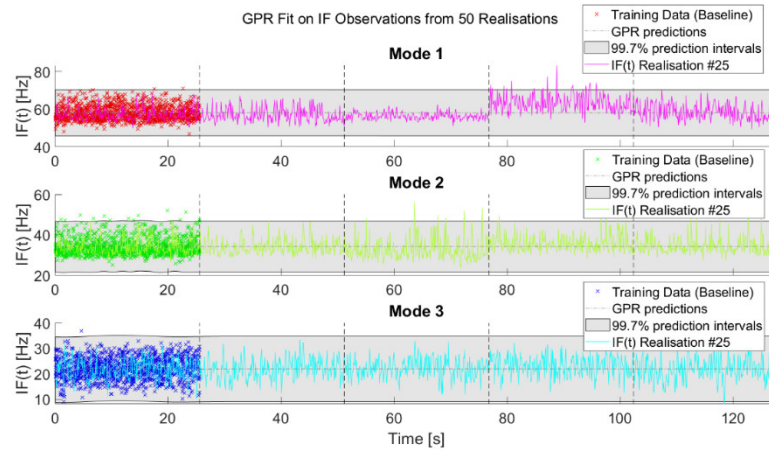 GPR Fit on IF Observations from 50 Realisations
Training Data (Baseline)
GPR predictions
99.7% prediction intervals
IF(t) Realisation #25
Mode 1
IF(t) [Hz]
80
60
40
0
20
40
60
80
100
120
Training Data (Baseline)
GPR predictions
99.7% prediction intervals
IF(t) Realisation #25
Mode 2
IF(t) [Hz]
60
40
20
0
20
40
60
80
100
120
Training Data (Baseline)
GPR predictions
99.7% prediction intervals
IF(t) Realisation #25
Mode 3
IF(t) [Hz]
40
30
20
10
0
20
40
60
80
100
120
Time [s]